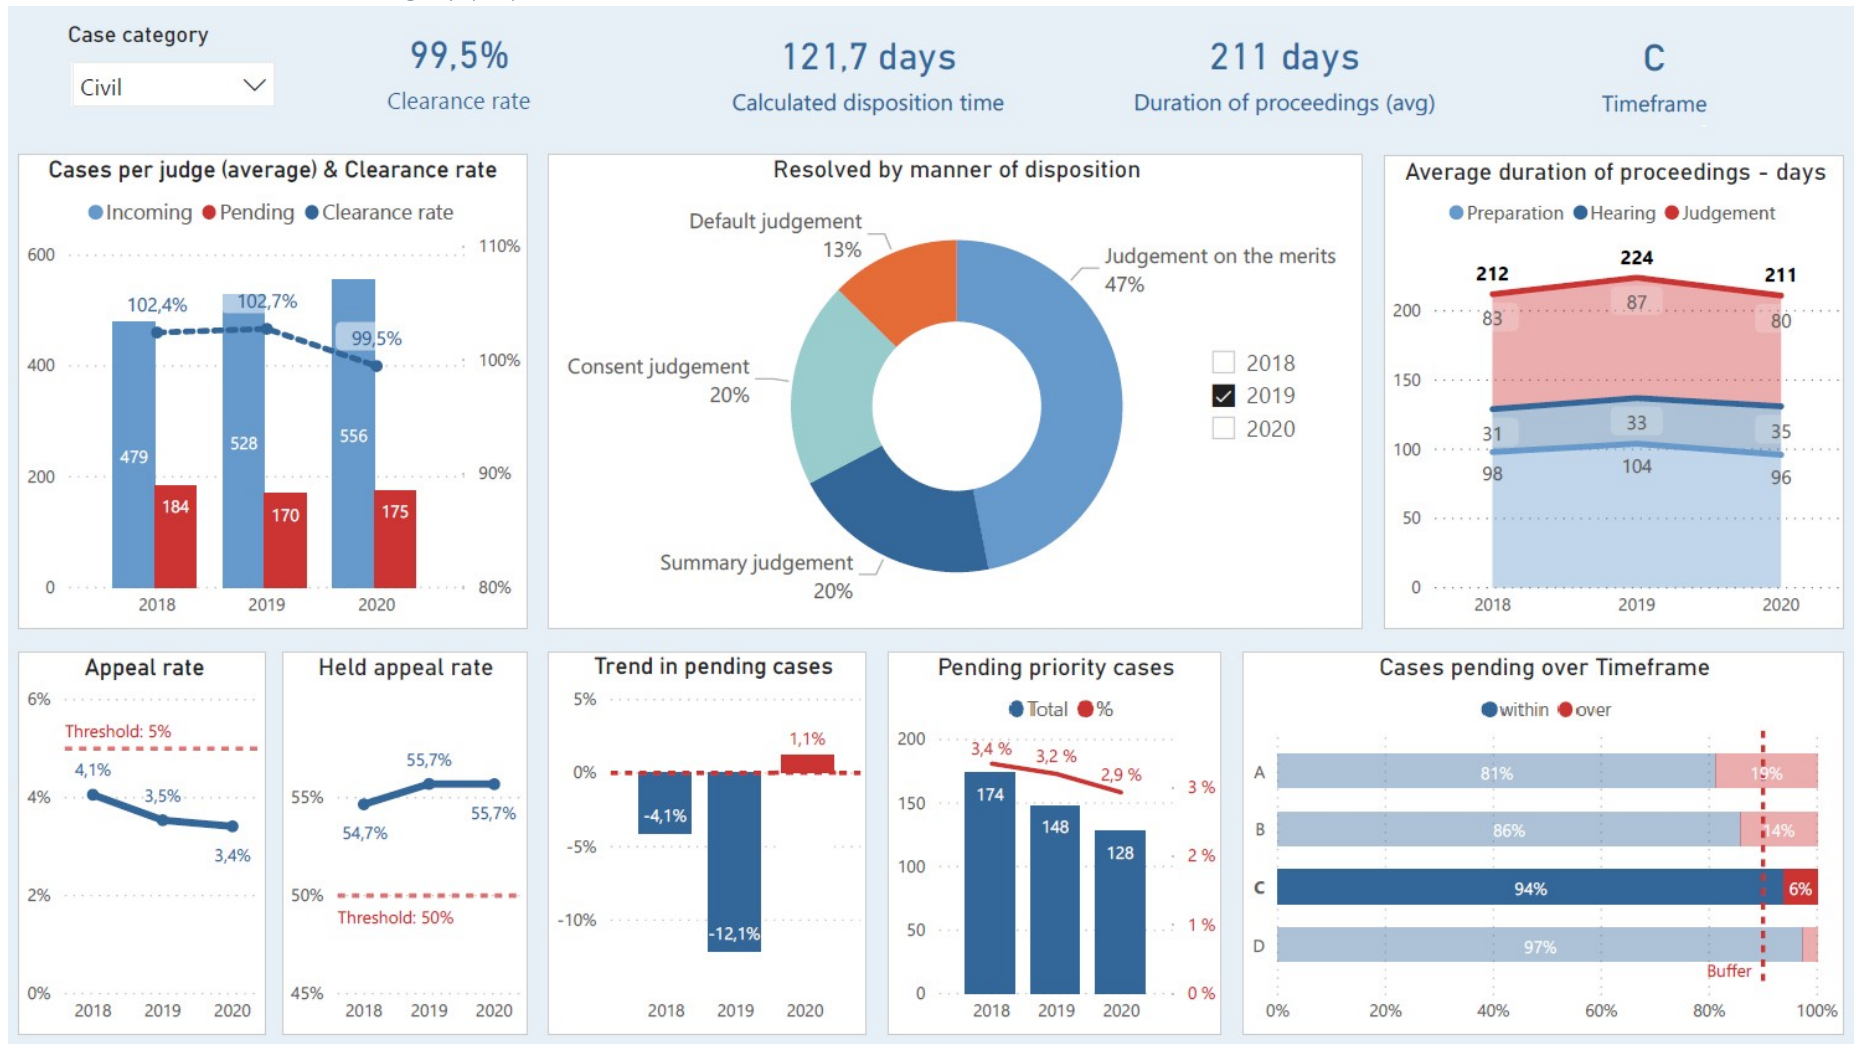 Case category
Civil
99,5%
Clearance rate
121,7 days
Calculated disposition time
211 days
Duration of proceedings (avg)
C
Timeframe
Cases per judge (average) & Clearance rate
Incoming Pending Clearance rate
600
400
200
0
110%
100%
90%
80%
102,4%
102,7%
99,5%
479
528
556
184
170
175
2018 2019 2020
Resolved by manner of disposition
Default judgement
13%
Judgement on the merits
47%
Consent judgement
20%
Summary judgement
20%
2018
2019
2020
Average duration of proceedings - days
Preparation Hearing Judgement
200
150
100
50
0
212
224
211
83
87
80
31
33
35
98
104
96
2018 2019 2020
Appeal rate
6%
4%
2%
0%
Threshold: 5%
4,1%
3,5%
3,4%
2018 2019 2020
Held appeal rate
55%
50%
45%
54,7%
55,7%
55,7%
Threshold: 50%
2018 2019 2020
Trend in pending cases
5%
0%
-5%
-10%
-4,1%
-12,1%
1,1%
2018 2019 2020
Pending priority cases
Total %
200
150
100
50
0
3 %
2 %
1 %
0 %
3,4 %
3,2 %
2,9 %
174
148
128
2018 2019 2020
Cases pending over Timeframe
within over
A 81% 19%
B 86% 14%
C 94% 6%
D 97%
Buffer
0% 20% 40% 60% 80% 100%